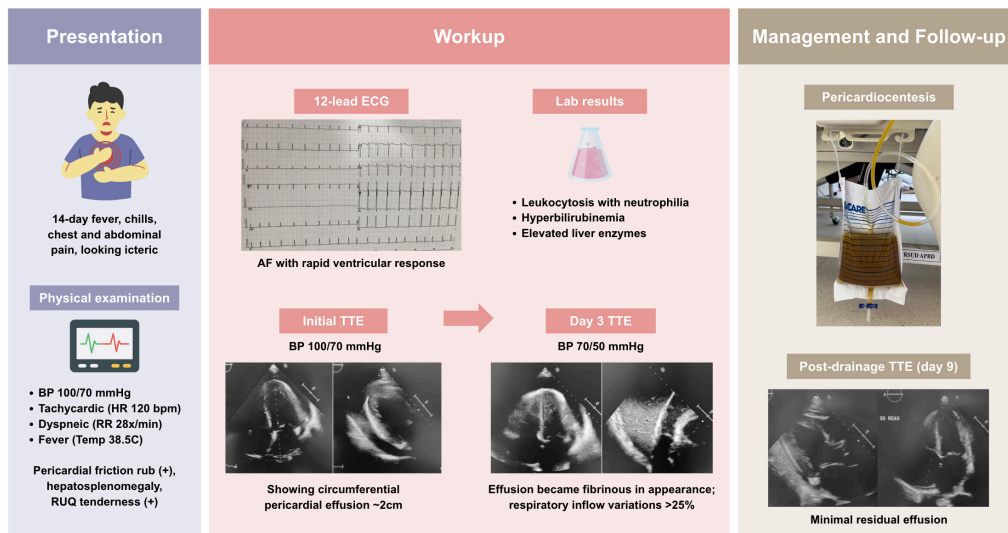 Presentation
14-day fever, chills,
chest and abdominal
pain, looking icteric
Physical examination
• BP 100/70 mmHg
• Tachycardic (HR 120 bpm)
• Dyspneic (RR 28x/min)
• Fever (Temp 38.5C)
Pericardial friction rub (+),
hepatosplenomegaly,
RUQ tenderness (+)
Workup
12-lead ECG
AF with rapid ventricular response
Lab results
• Leukocytosis with neutrophilia
• Hyperbilirubinemia
• Elevated liver enzymes
Initial TTE
BP 100/70 mmHg
Showing circumferential
pericardial effusion ~2cm
Day 3 TTE
BP 70/50 mmHg
Effusion became fibrinous in appearance;
respiratory inflow variations >25%
Management and Follow-up
Pericardiocentesis
RSUD APBD
Post-drainage TTE (day 9)
2D MEAS
Minimal residual effusion